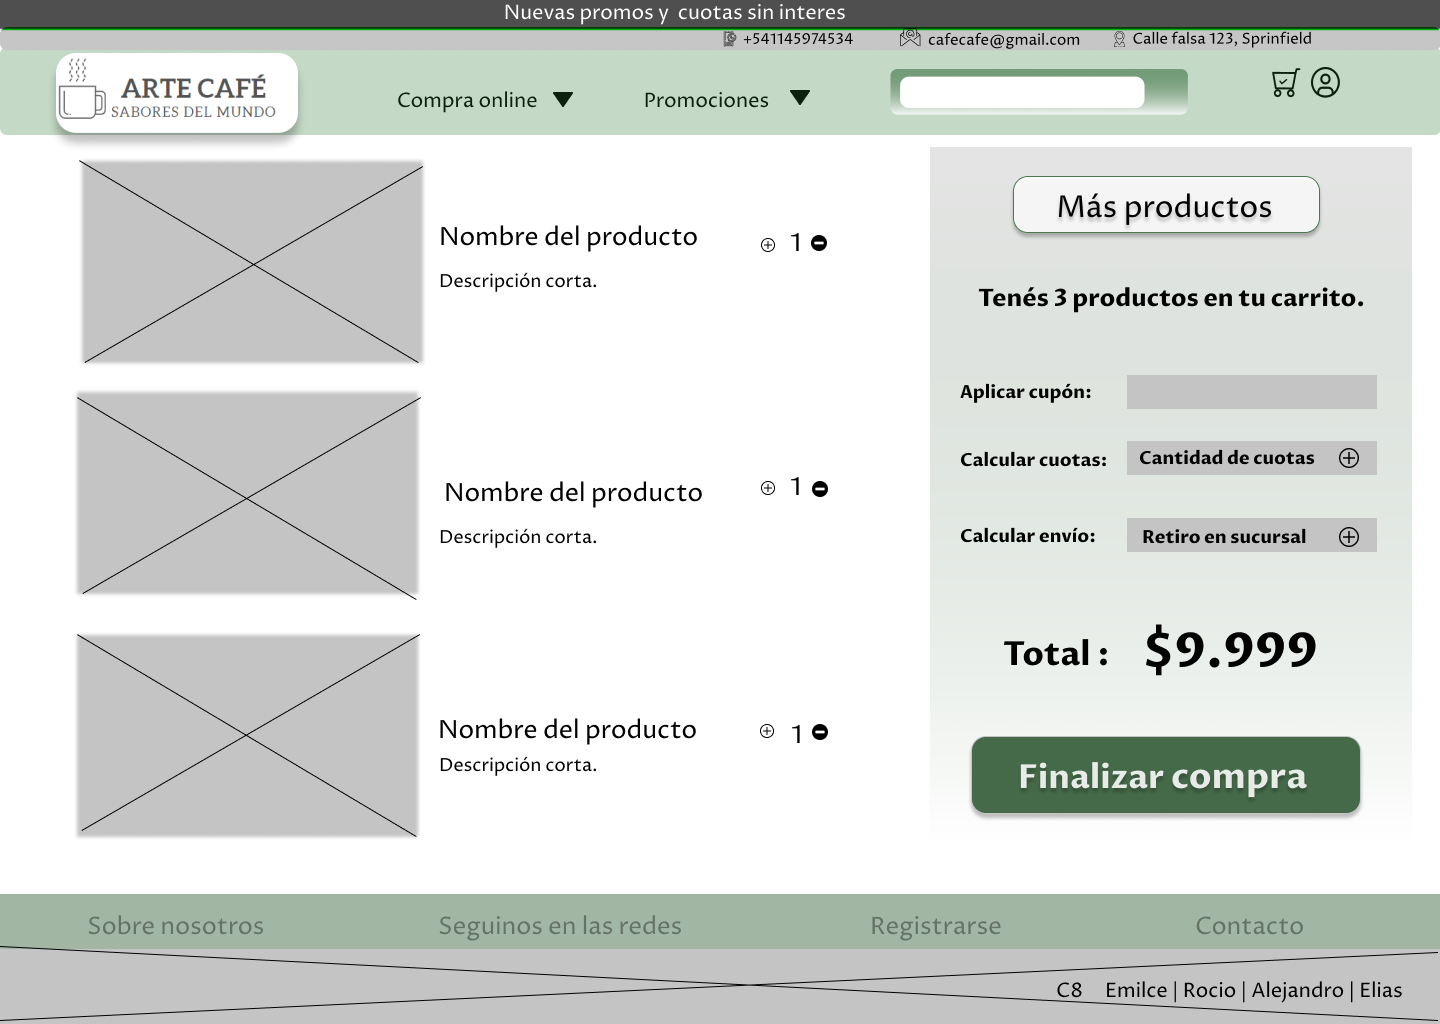 Nuevas promos y cuotas sin interes
+541145974534 cafecafe@gmail.com Calle falsa 123, Sprinfield
ARTE CAFÉ
SABORES DEL MUNDO
Compra online Promociones
Nombre del producto 1
Descripción corta.
Nombre del producto 1
Descripción corta.
Nombre del producto 1
Descripción corta.
Más productos
Tenés 3 productos en tu carrito.
Aplicar cupón:
Calcular cuotas: Cantidad de cuotas
Calcular envío: Retiro en sucursal
Total : $9.999
Finalizar compra
Sobre nosotros Seguinos en las redes Registrarse Contacto
C8 Emilce | Rocio | Alejandro | Elias